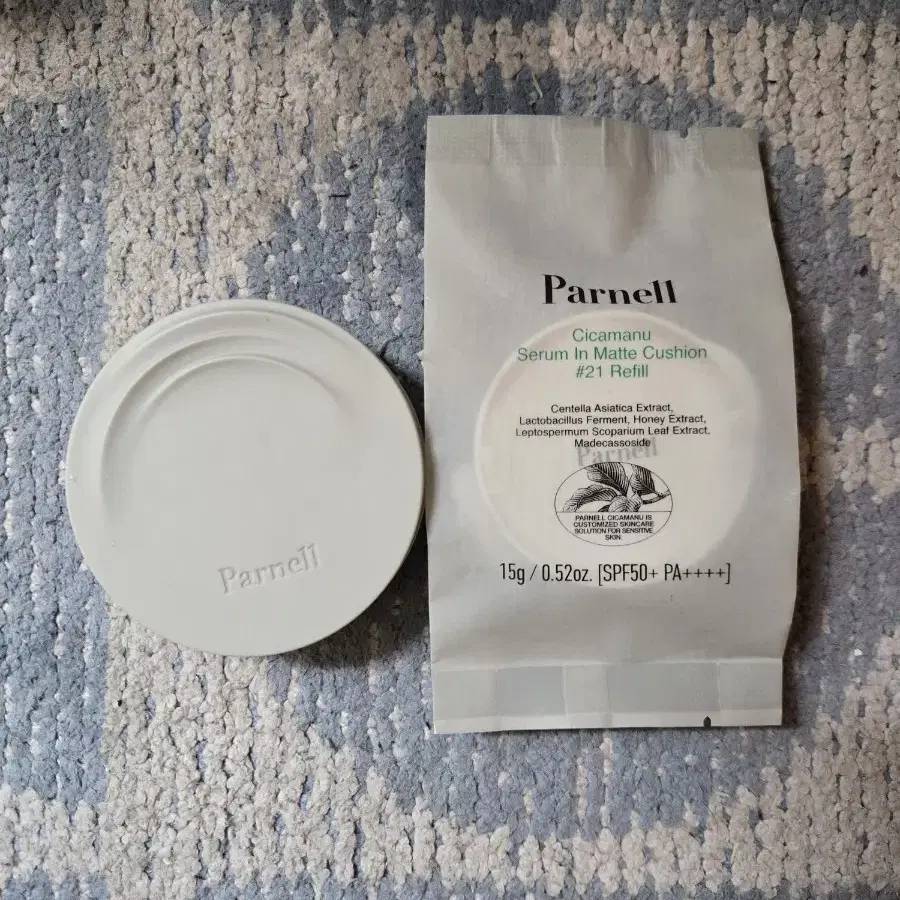 Parnell
Parnell
Cicamanu
Serum In Matte Cushion
#21 Refill
Centella Asiatica Extract,
Lactobacillus Ferment, Honey Extract,
Leptospermum Scoparium Leaf Extract,
Madecassoside
Parnell
PARNELL CICAMANU IS
CUSTOMIZED SKINCARE
SOLUTION FOR SENSITIVE
SKIN.
15g / 0.52oz. [SPF50+ PA++++]